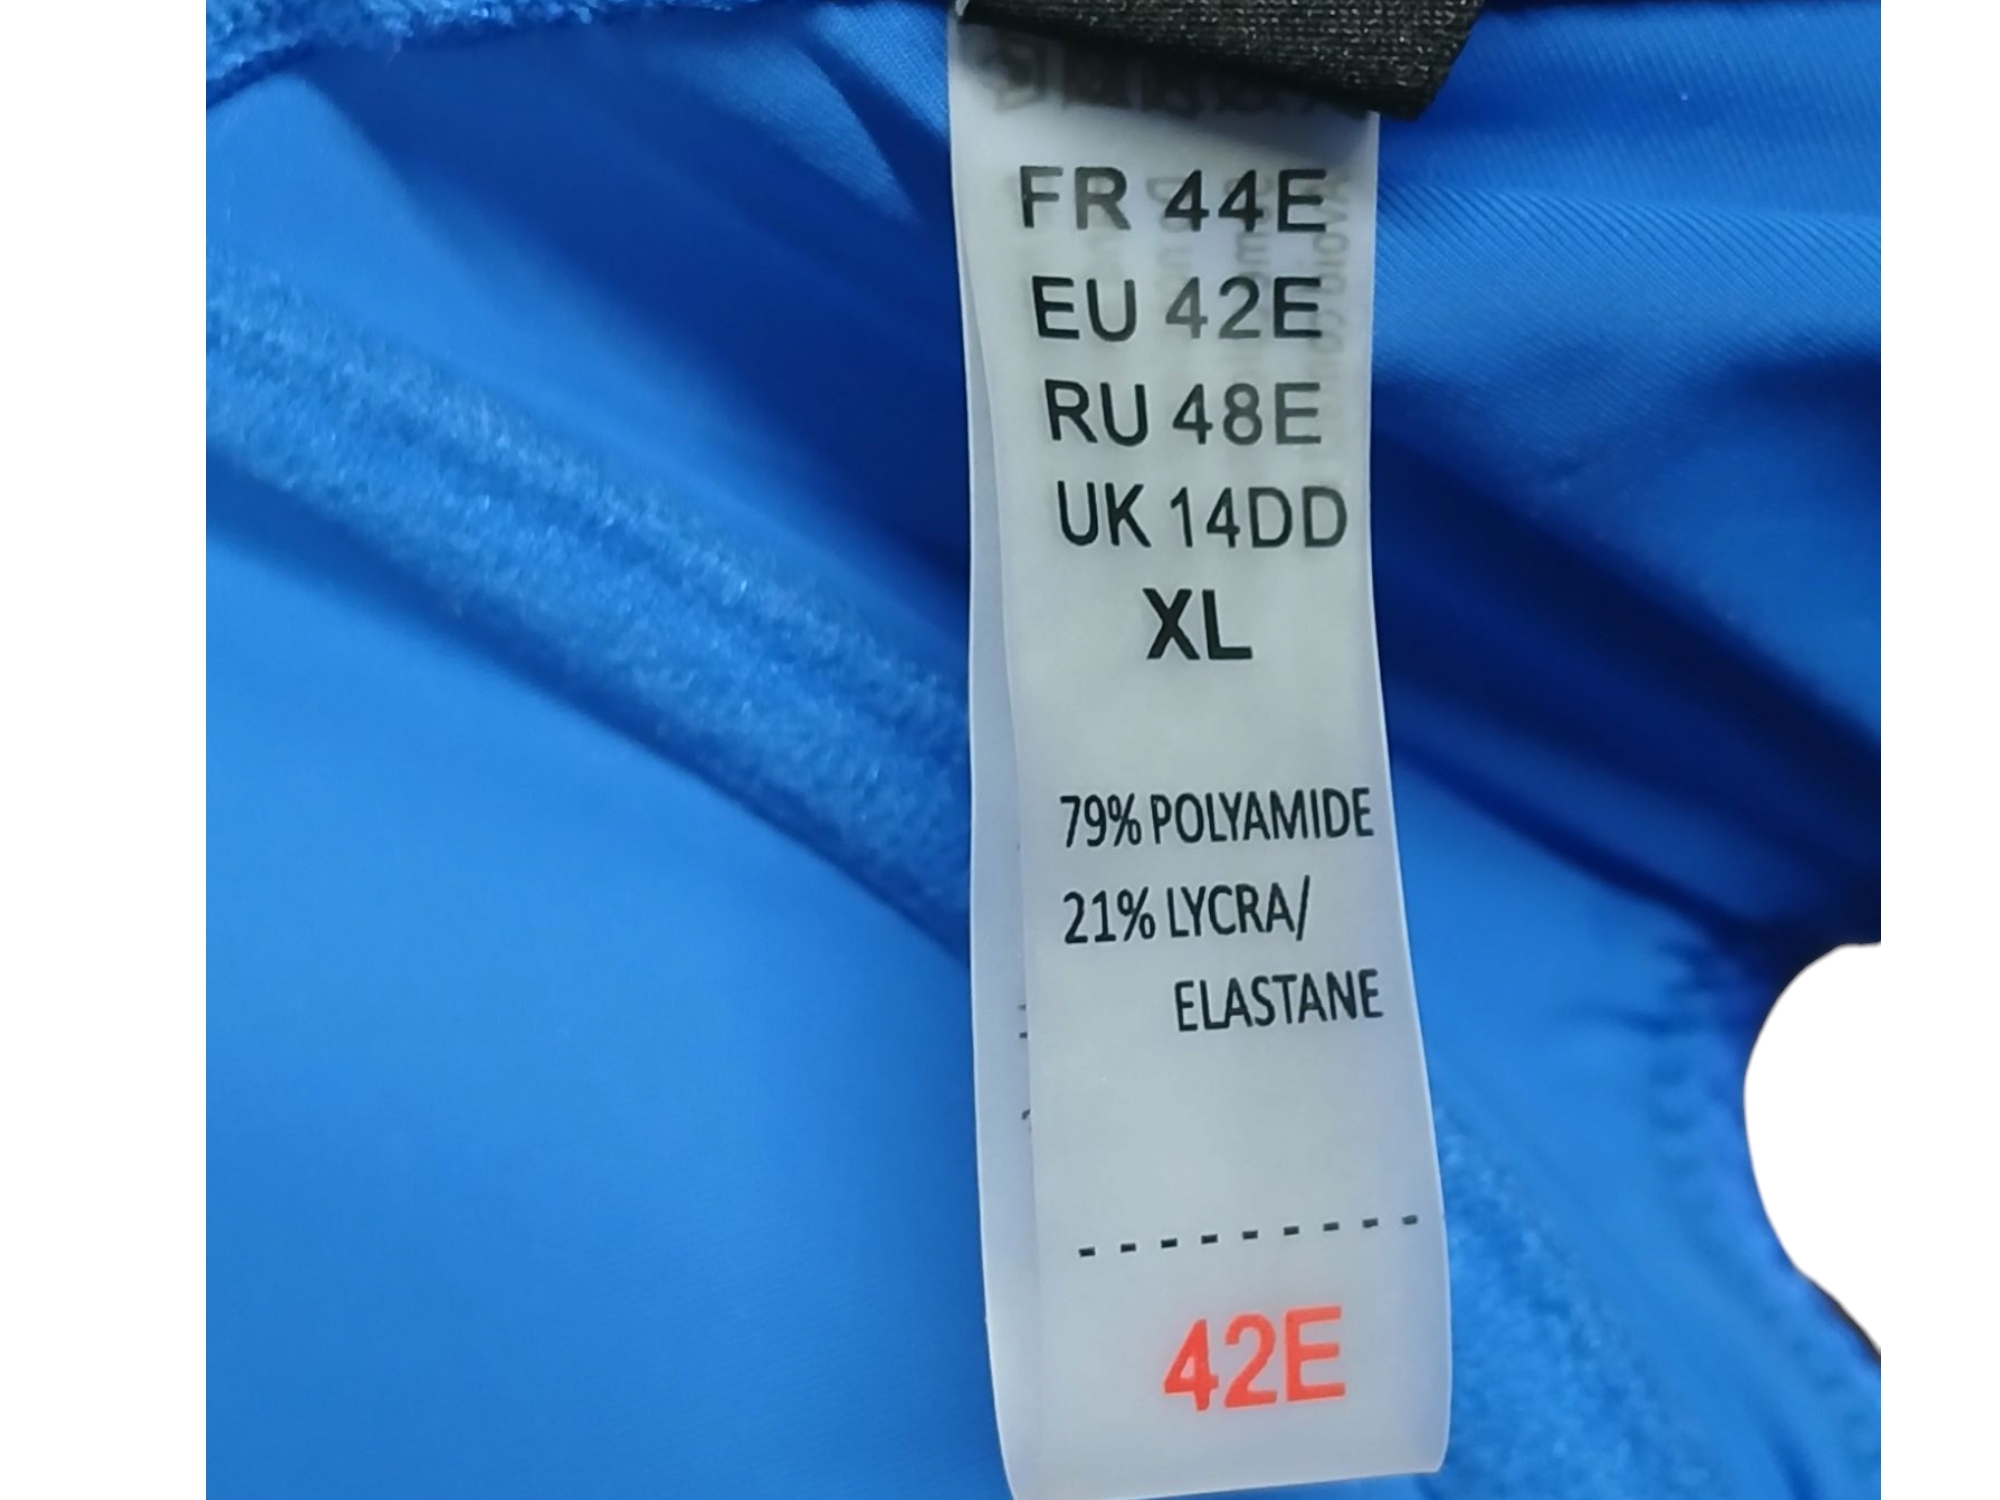 FR 44E
EU 42E
RU 48E
UK 14DD
XL
79% POLYAMIDE
21% LYCRA/
ELASTANE
---------
42E